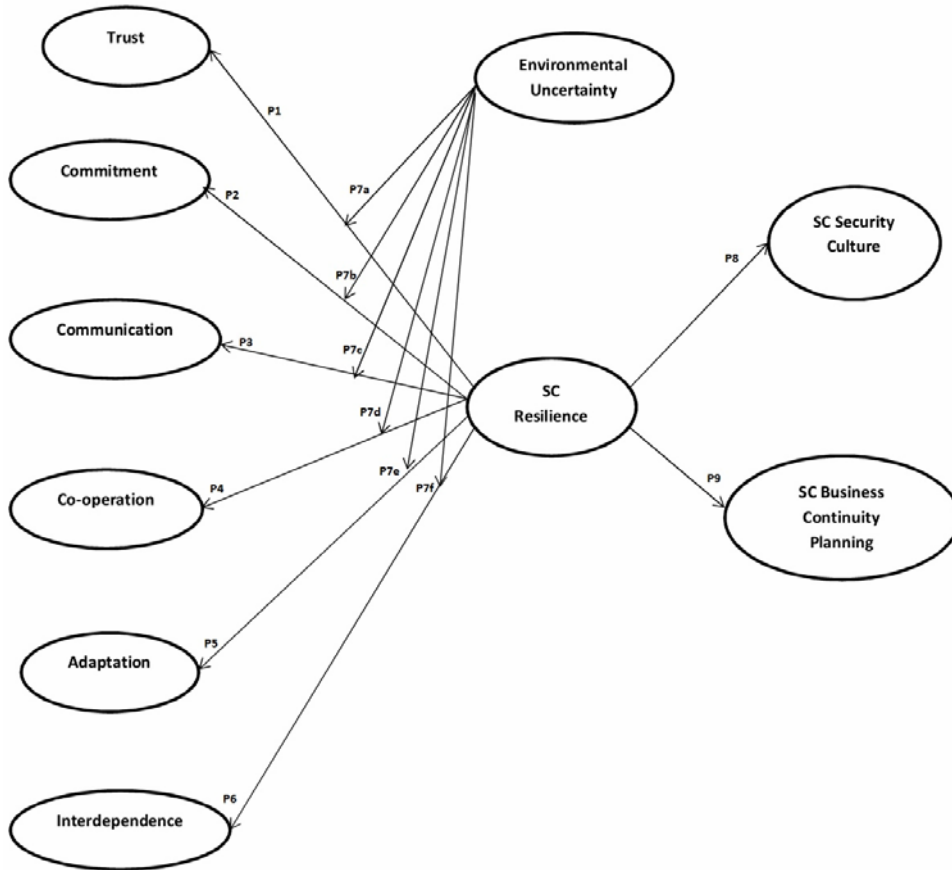 Trust
Environmental
Uncertainty
P1
Commitment
P2
P7a
SC Security
Culture
P8
P7b
Communication
P3
P7c
SC
Resilience
P7d
P9
Co-operation
P4
P7e
P7f
SC Business
Continuity
Planning
Adaptation
P5
P6
Interdependence